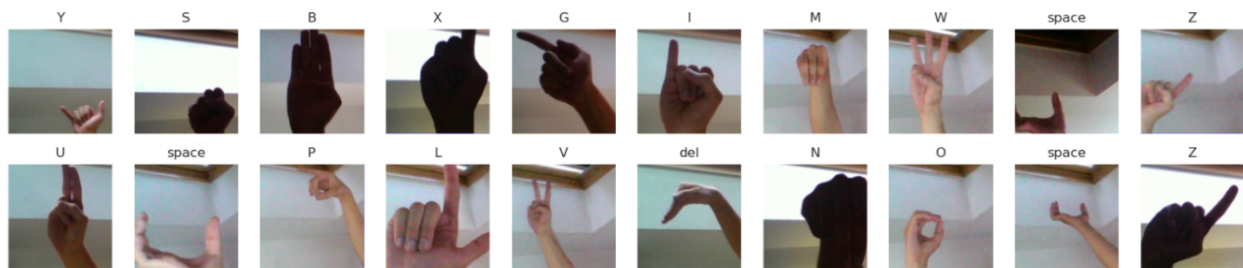 Y S B X G I M W space Z
U space P L V del N O space Z